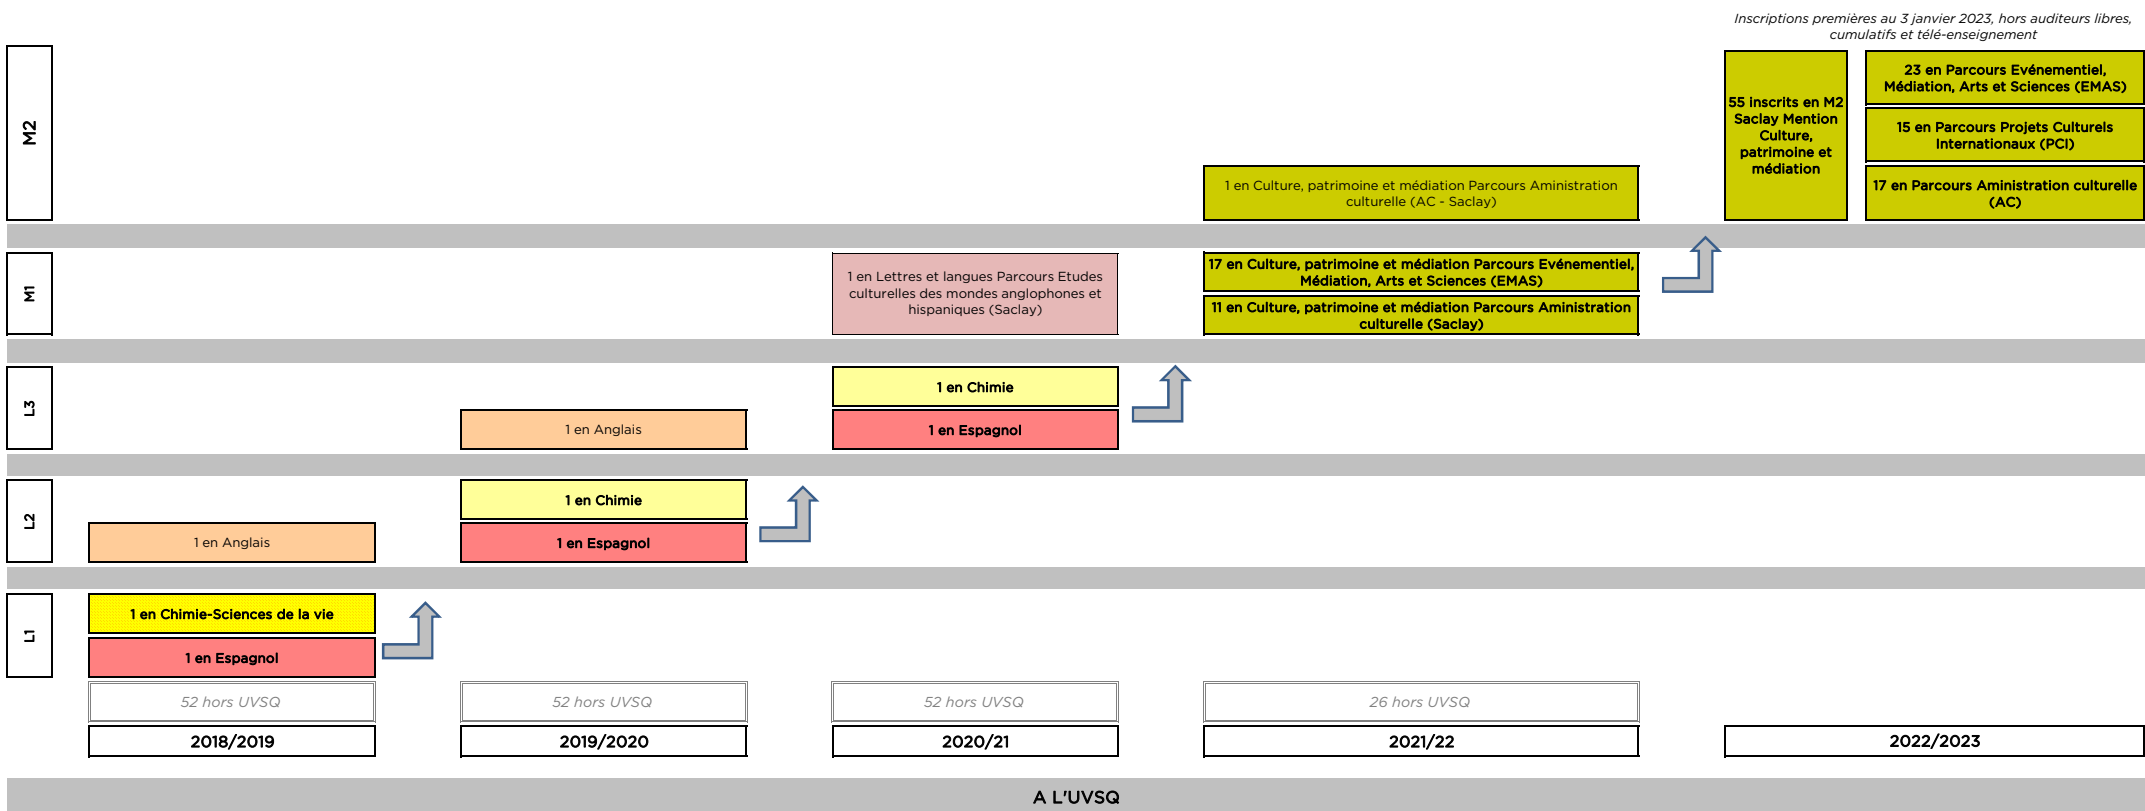 Inscriptions premières au 3 janvier 2023, hors auditeurs libres,
cumulatifs et télé-enseignement
M2
55 inscrits en M2
Saclay Mention
Culture,
patrimoine et
médiation
23 en Parcours Evénementiel,
Médiation, Arts et Sciences (EMAS)
15 en Parcours Projets Culturels
Internationaux (PCI)
17 en Parcours Aministration culturelle
(AC)
1 en Culture, patrimoine et médiation Parcours Aministration
culturelle (AC - Saclay)
M1
1 en Lettres et langues Parcours Etudes
culturelles des mondes anglophones et
hispaniques (Saclay)
17 en Culture, patrimoine et médiation Parcours Evénementiel,
Médiation, Arts et Sciences (EMAS)
11 en Culture, patrimoine et médiation Parcours Aministration
culturelle (Saclay)
L3
1 en Anglais
1 en Chimie
1 en Espagnol
L2
1 en Anglais
1 en Chimie
1 en Espagnol
L1
1 en Chimie-Sciences de la vie
1 en Espagnol
52 hors UVSQ
52 hors UVSQ
52 hors UVSQ
26 hors UVSQ
2018/2019
2019/2020
2020/21
2021/22
2022/2023
A L'UVSQ